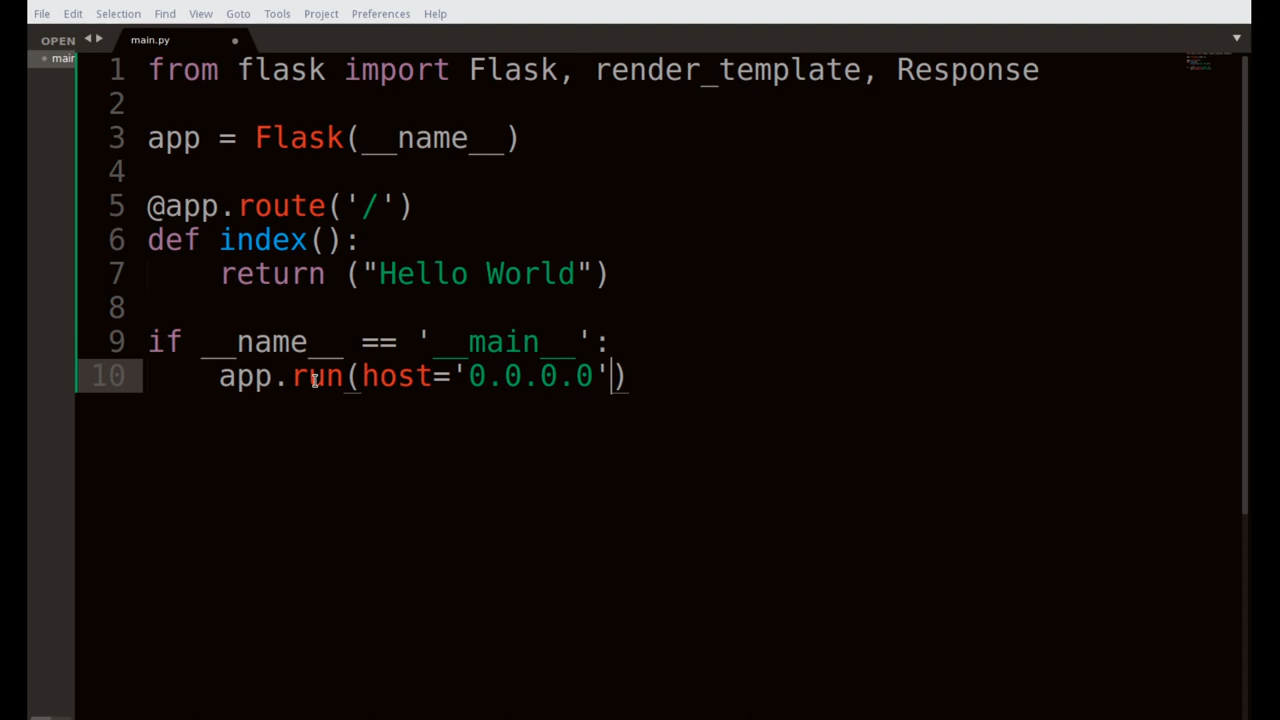 File Edit Selection Find View Goto Tools Project Preferences Help
OPEN
main.py
main
1 from flask import Flask, render_template, Response
2
3 app = Flask(__name__)
4
5 @app.route('/')
6 def index():
7     return ("Hello World")
8
9 if __name__ == '__main__':
10     app.run(host='0.0.0.0')